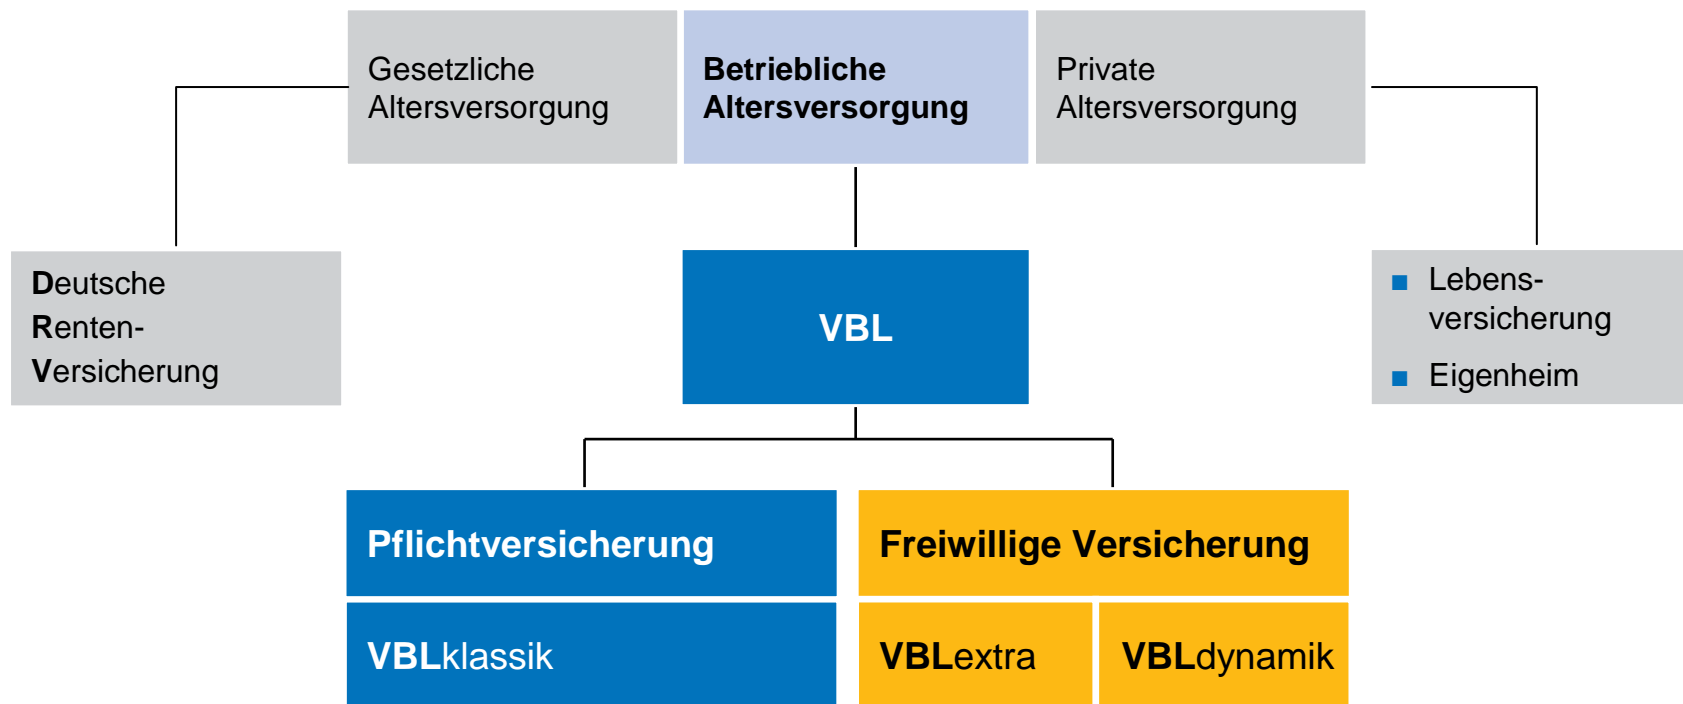 Gesetzliche
Altersversorgung
Betriebliche
Altersversorgung
Private
Altersversorgung
Deutsche
Renten-
Versicherung
VBL
Lebens-
versicherung
Eigenheim
Pflichtversicherung
Freiwillige Versicherung
VBLklassik
VBLextra
VBLdynamik